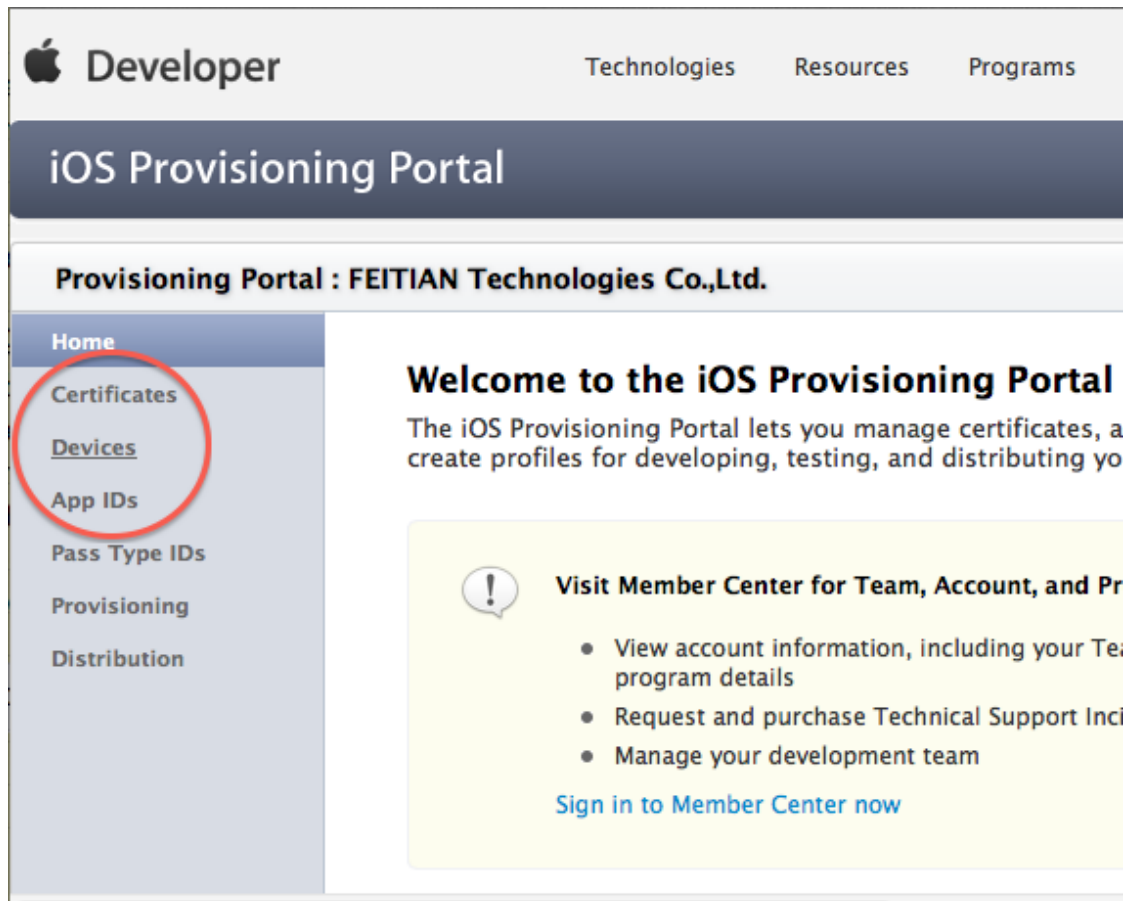 Developer
Technologies Resources Programs
iOS Provisioning Portal
Provisioning Portal : FEITIAN Technologies Co.,Ltd.
Home
Certificates
Devices
App IDs
Pass Type IDs
Provisioning
Distribution
Welcome to the iOS Provisioning Portal
The iOS Provisioning Portal lets you manage certificates, a
create profiles for developing, testing, and distributing yo
Visit Member Center for Team, Account, and Pr
View account information, including your Tea
program details
Request and purchase Technical Support Inci
Manage your development team
Sign in to Member Center now